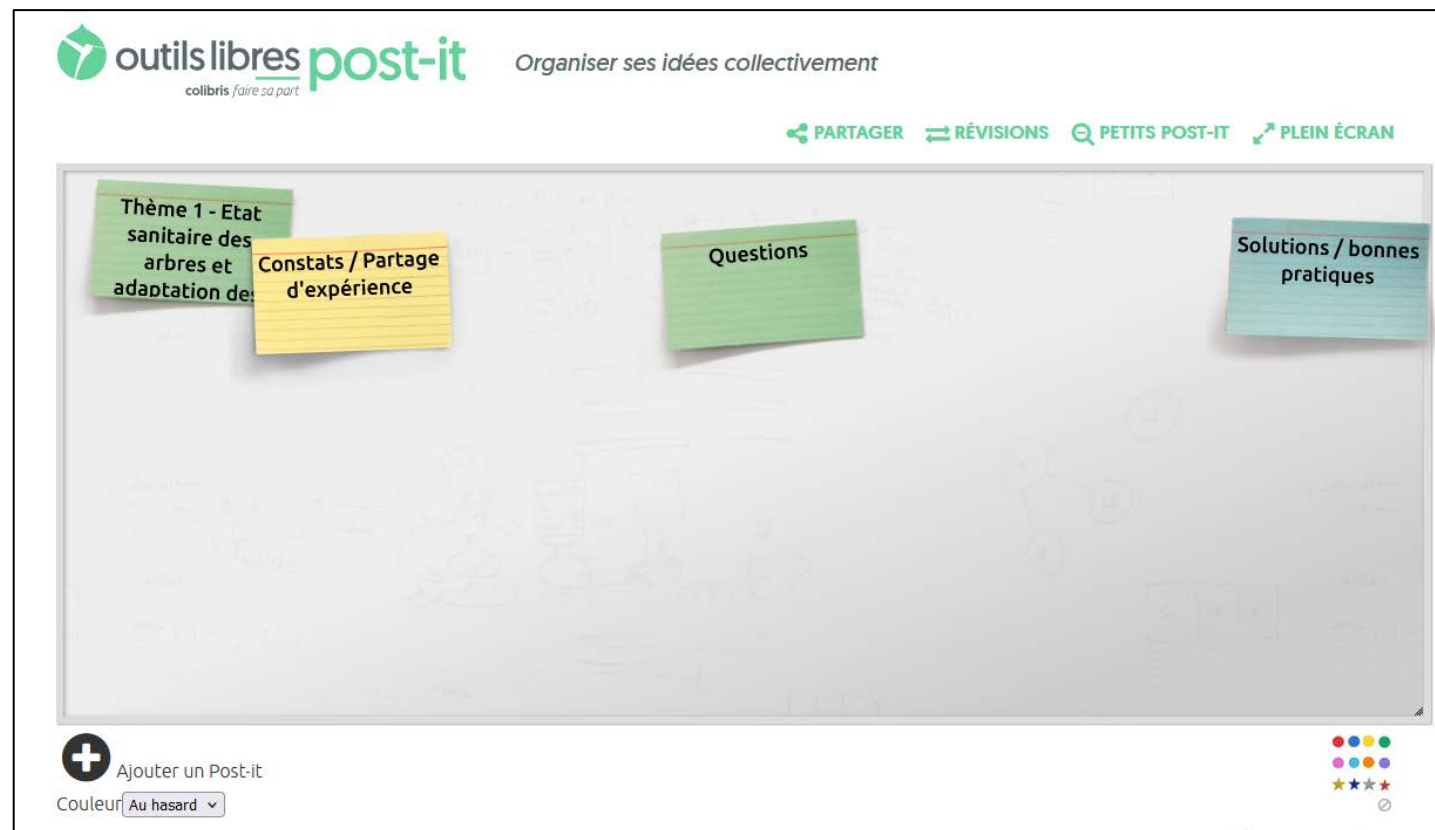 outils libres post-it
colibris faire sa part
Organiser ses idées collectivement
PARTAGER RÉVISIONS PETITS POST-IT PLEIN ÉCRAN
Thème 1 - Etat
sanitaire des
arbres et
adaptation des
Constats / Partage
d'expérience
Questions
Solutions / bonnes
pratiques
Ajouter un Post-it
Couleur Au hasard